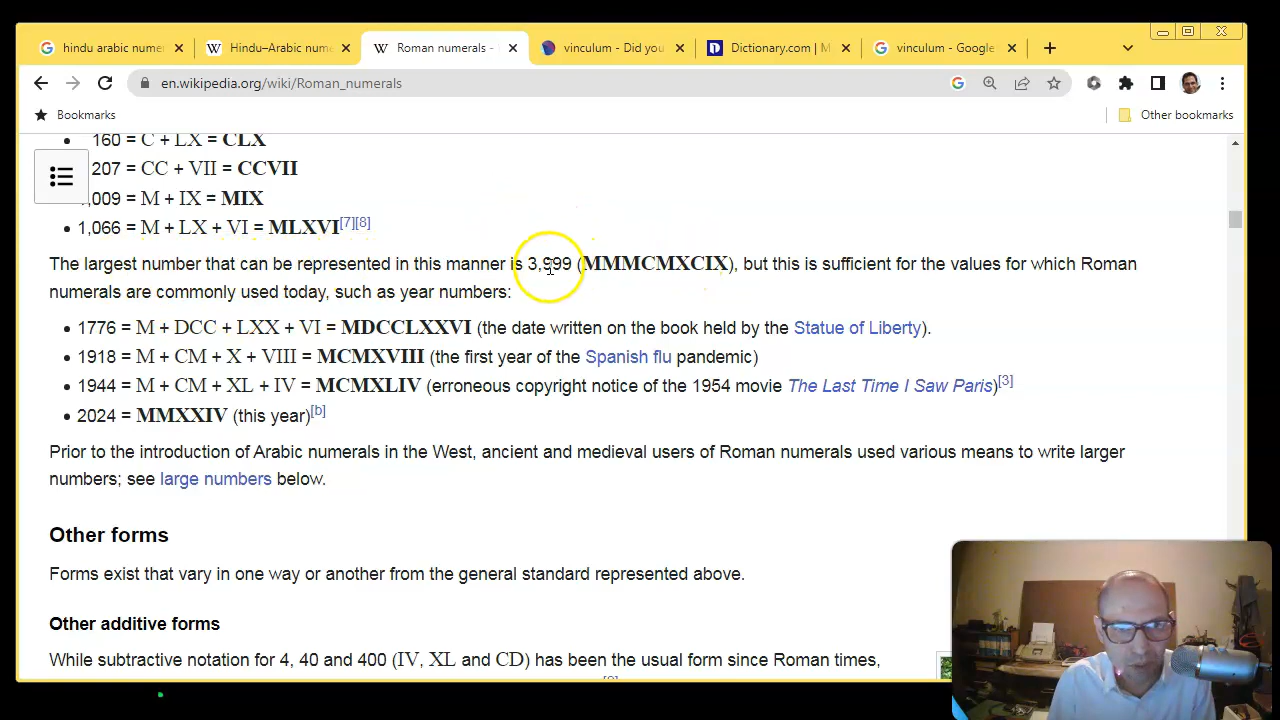 hindu arabic nume
Hindu–Arabic nume
Roman numerals -
vinculum - Did you
Dictionary.com | M
vinculum - Google
en.wikipedia.org/wiki/Roman_numerals
Bookmarks
Other bookmarks
160 = C + LX = CLX
207 = CC + VII = CCVII
,009 = M + IX = MIX
1,066 = M + LX + VI = MLXVI[7][8]
The largest number that can be represented in this manner is 3,999 (MMMCMXCIX), but this is sufficient for the values for which Roman
numerals are commonly used today, such as year numbers:
1776 = M + DCC + LXX + VI = MDCCLXXVI (the date written on the book held by the Statue of Liberty).
1918 = M + CM + X + VIII = MCMXVIII (the first year of the Spanish flu pandemic)
1944 = M + CM + XL + IV = MCMXLIV (erroneous copyright notice of the 1954 movie The Last Time I Saw Paris)[3]
2024 = MMXXIV (this year)[b]
Prior to the introduction of Arabic numerals in the West, ancient and medieval users of Roman numerals used various means to write larger
numbers; see large numbers below.
Other forms
Forms exist that vary in one way or another from the general standard represented above.
Other additive forms
While subtractive notation for 4, 40 and 400 (IV, XL and CD) has been the usual form since Roman times,